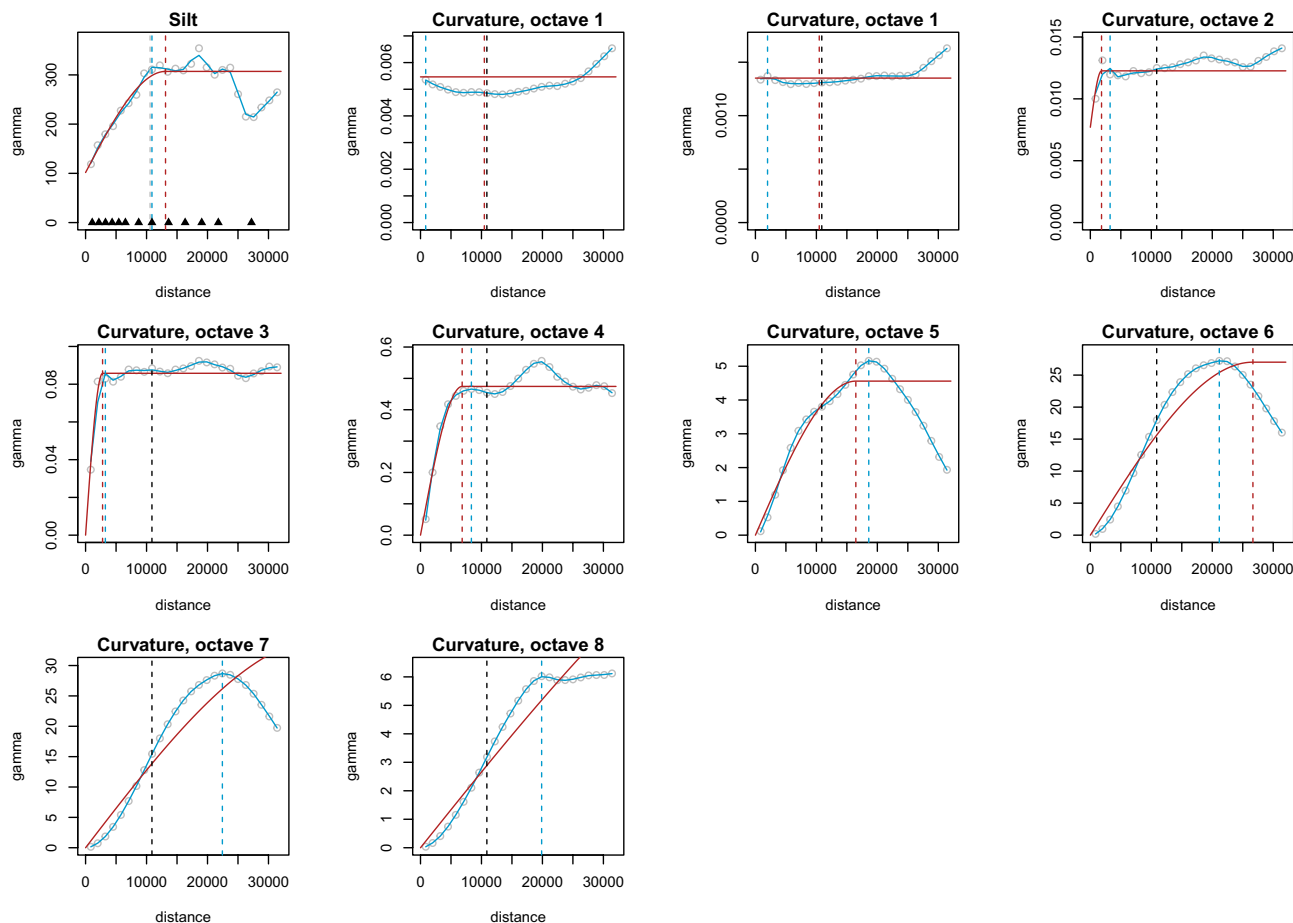 Silt
gamma
0
100
200
300
0 10000 20000 30000
distance
Curvature, octave 1
gamma
0.000
0.002
0.004
0.006
0 10000 20000 30000
distance
Curvature, octave 1
gamma
0.0000
0.0010
0 10000 20000 30000
distance
Curvature, octave 2
gamma
0.000
0.005
0.010
0.015
0 10000 20000 30000
distance
Curvature, octave 3
gamma
0.00
0.04
0.08
0 10000 20000 30000
distance
Curvature, octave 4
gamma
0.0
0.2
0.4
0.6
0 10000 20000 30000
distance
Curvature, octave 5
gamma
0
1
2
3
4
5
0 10000 20000 30000
distance
Curvature, octave 6
gamma
0
5
10
15
20
25
0 10000 20000 30000
distance
Curvature, octave 7
gamma
0
5
10
15
20
25
30
0 10000 20000 30000
distance
Curvature, octave 8
gamma
0
1
2
3
4
5
6
0 10000 20000 30000
distance